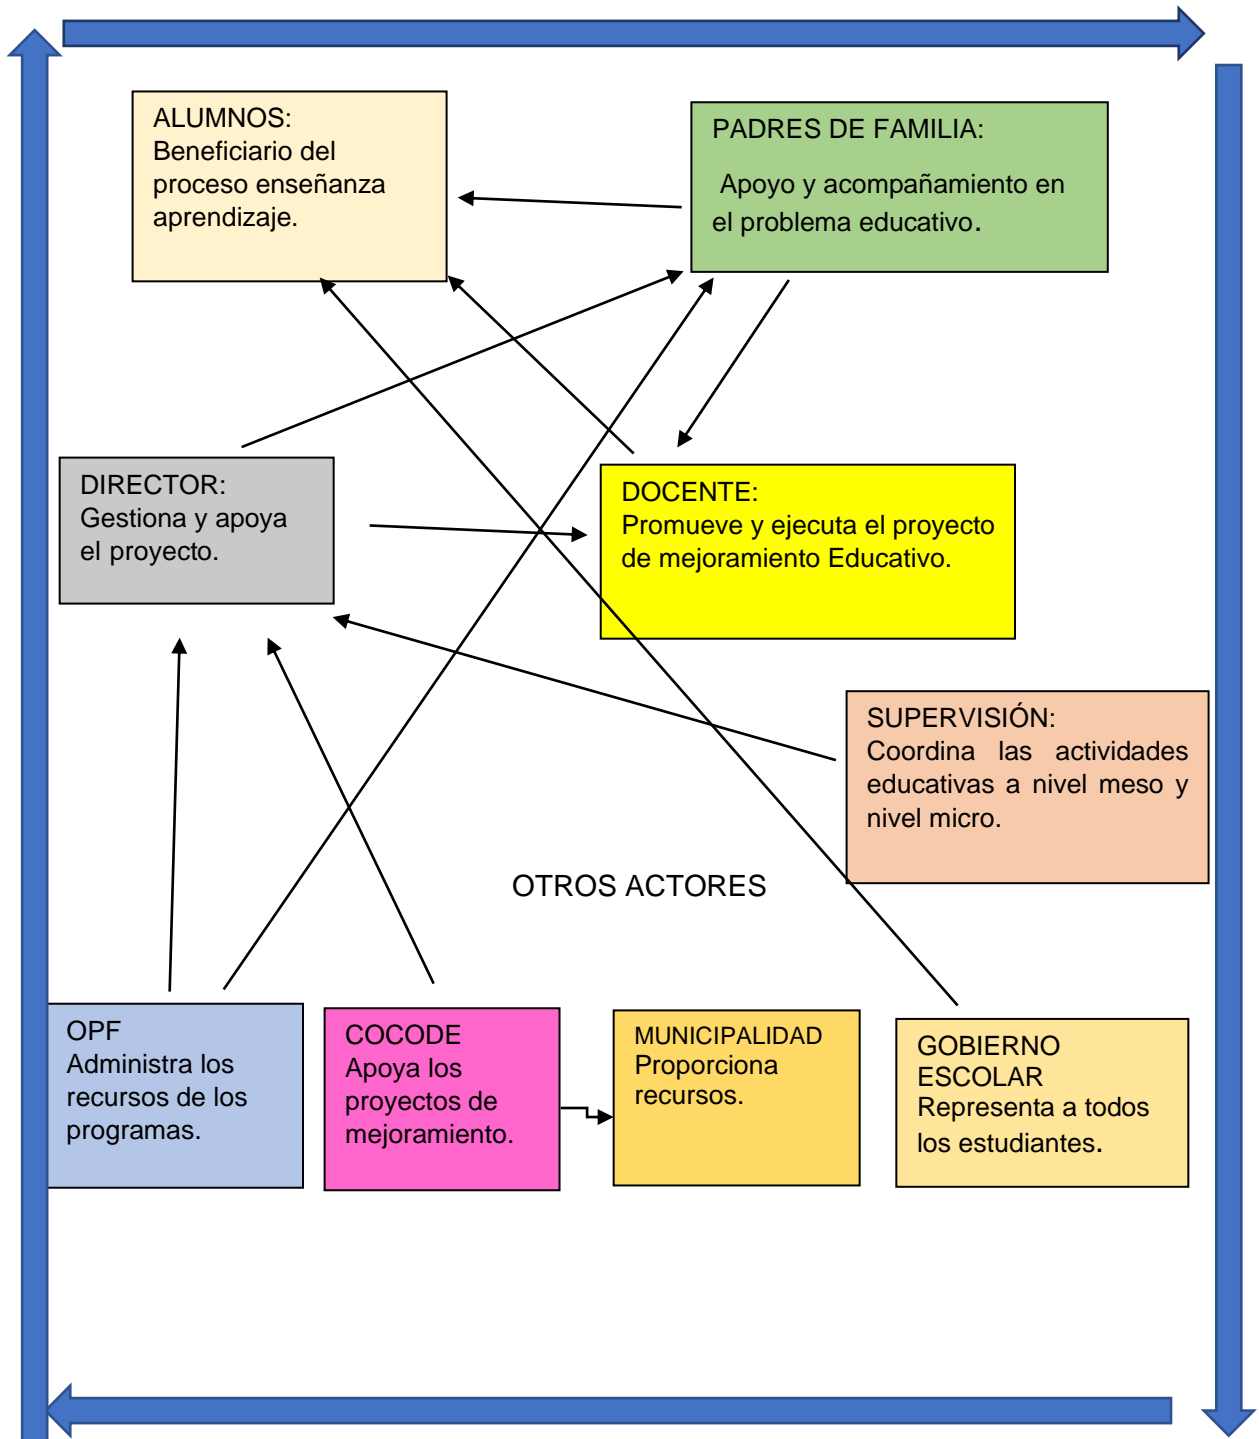 ALUMNOS:
Beneficiario del
proceso enseñanza
aprendizaje.
PADRES DE FAMILIA:
Apoyo y acompañamiento en
el problema educativo.
DIRECTOR:
Gestiona y apoya
el proyecto.
DOCENTE:
Promueve y ejecuta el proyecto
de mejoramiento Educativo.
SUPERVISIÓN:
Coordina las actividades
educativas a nivel meso y
nivel micro.
OTROS ACTORES
OPF
Administra los
recursos de los
programas.
COCODE
Apoya los
proyectos de
mejoramiento.
MUNICIPALIDAD
Proporciona
recursos.
GOBIERNO
ESCOLAR
Representa a todos
los estudiantes.